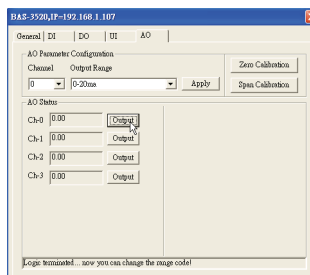 BAS-3520,IP=192.168.1.107
General DI DO UI AO
AO Parameter Configuration
Channel Output Range
0 0-20ma Apply
Zero Calibration
Span Calibration
AO Status
Ch-0 0.00 Output
Ch-1 0.00 Output
Ch-2 0.00 Output
Ch-3 0.00 Output
Logic terminated... now you can change the range code!